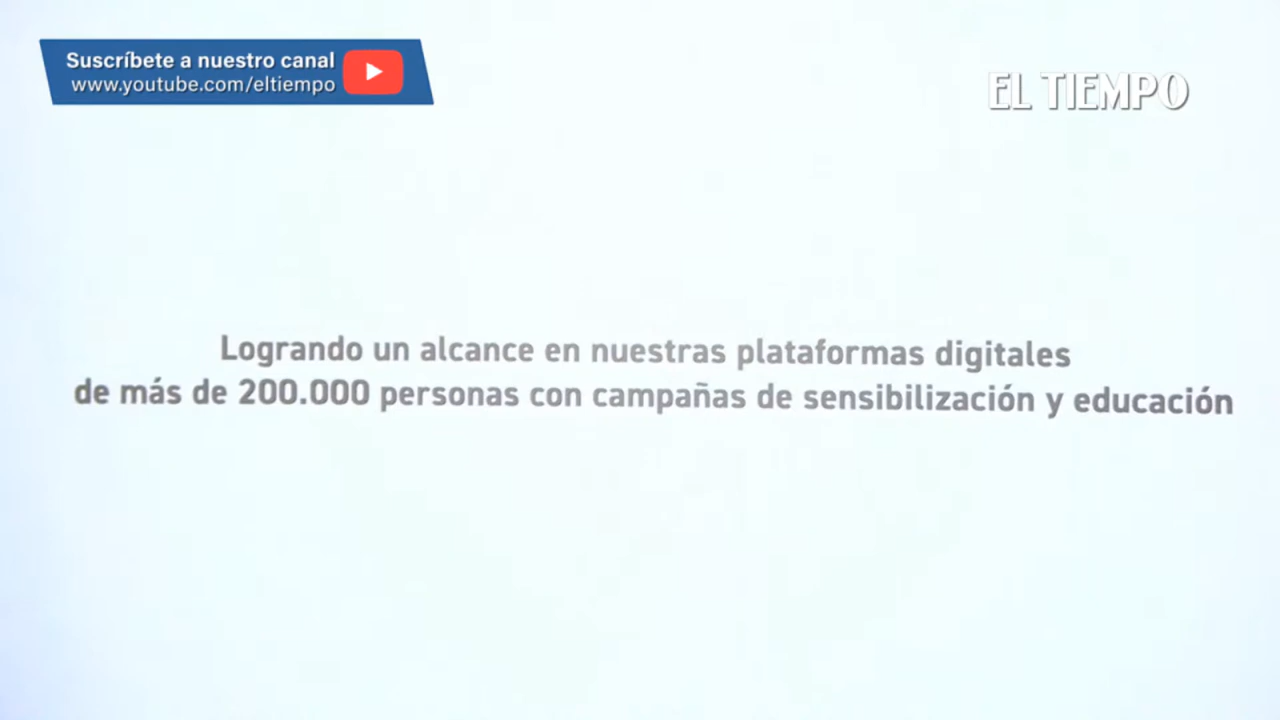 Suscríbete a nuestro canal
www.youtube.com/eltiempo
EL TIEMPO
Logrando un alcance en nuestras plataformas digitales
de más de 200.000 personas con campañas de sensibilización y educación